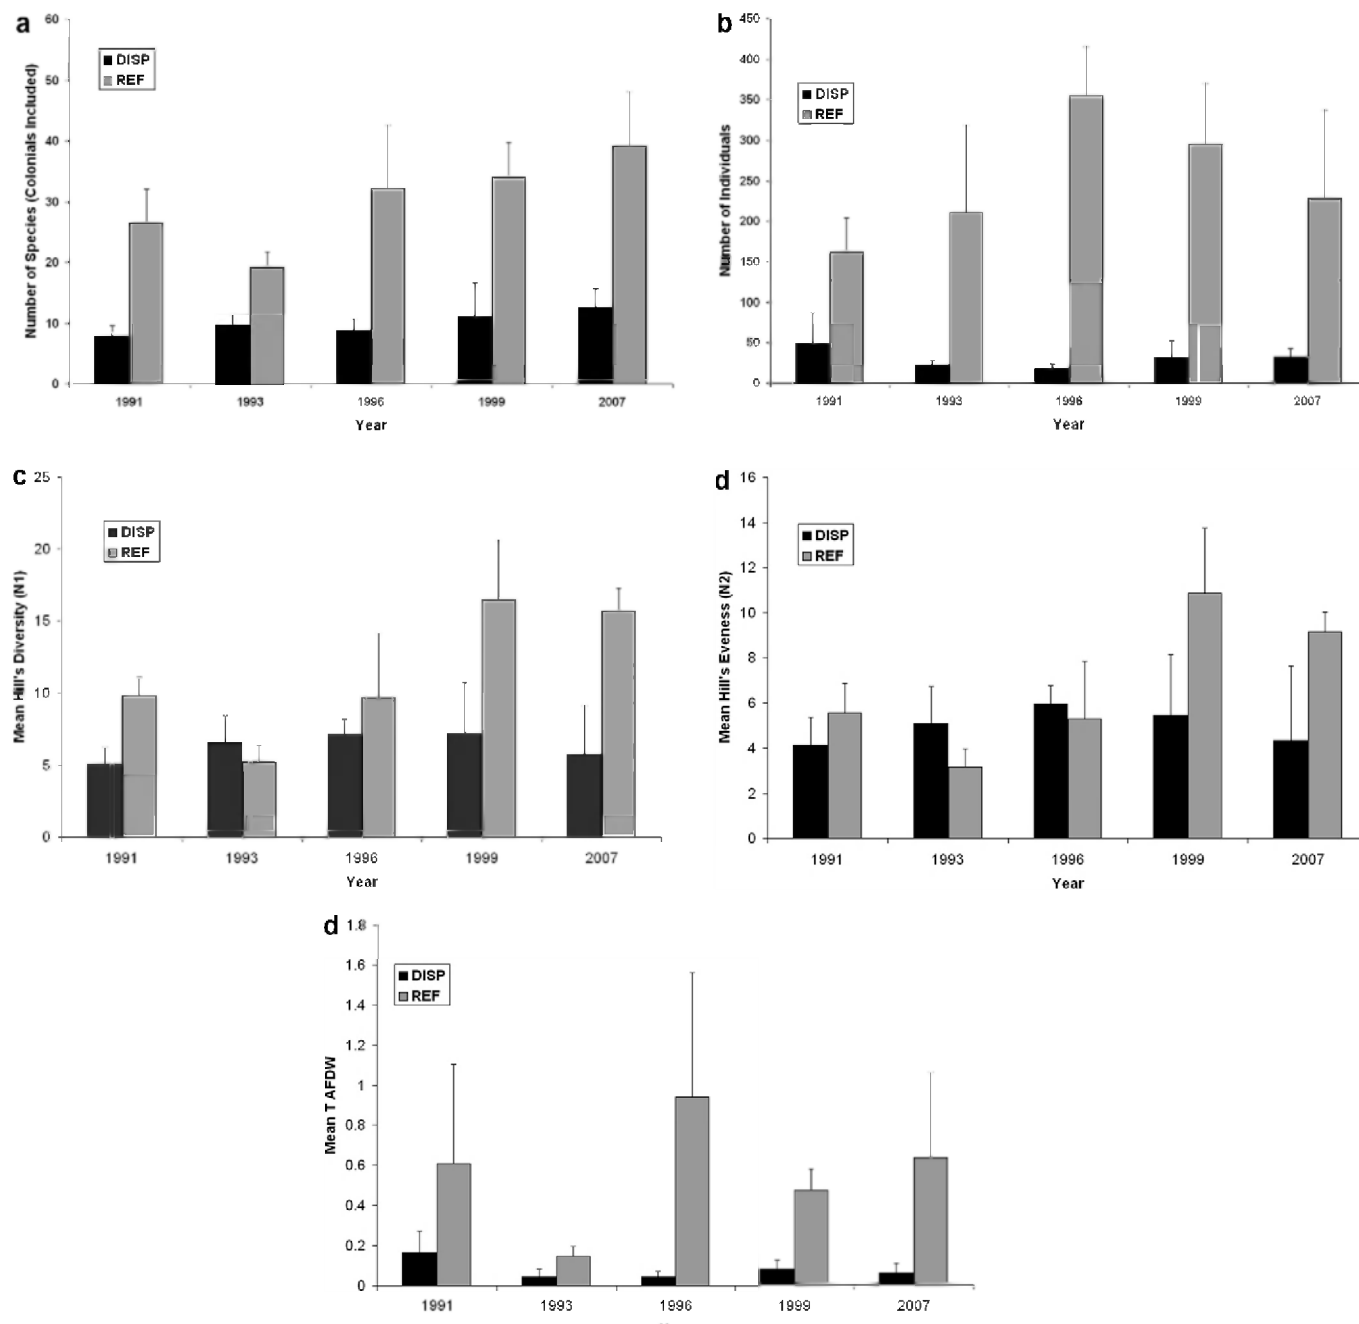 a
60
50
40
30
20
10
0
Number of Species (Colonials Included)
DISP
REF
1991 1993 1996 1999 2007
Year
b
450
400
350
300
250
200
150
100
50
0
Number of Individuals
DISP
REF
1991 1993 1996 1999 2007
Year
c
25
20
15
10
5
0
Mean Hill's Diversity (N1)
DISP
REF
1991 1993 1996 1999 2007
Year
d
16
14
12
10
8
6
4
2
0
Mean Hill's Eveness (N2)
DISP
REF
1991 1993 1996 1999 2007
Year
d
1.8
1.6
1.4
1.2
1
0.8
0.6
0.4
0.2
0
Mean T AFDW
DISP
REF
1991 1993 1996 1999 2007